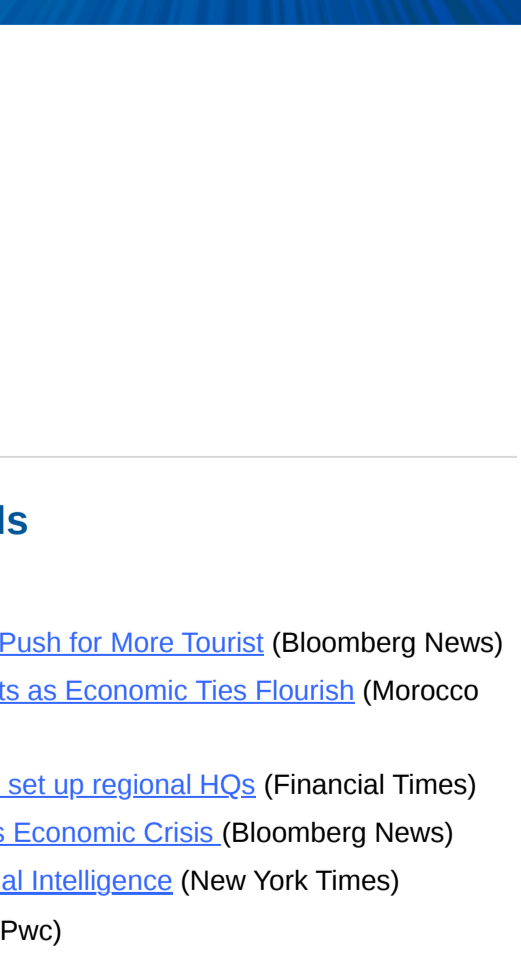 ls
Push for More Tourist (Bloomberg News)
ts as Economic Ties Flourish (Morocco
set up regional HQs (Financial Times)
s Economic Crisis (Bloomberg News)
al Intelligence (New York Times)
Pwc)